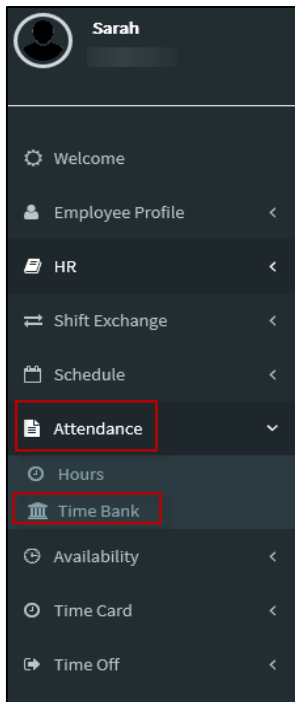 Sarah
Welcome
Employee Profile
HR
Shift Exchange
Schedule
Attendance
Hours
Time Bank
Availability
Time Card
Time Off